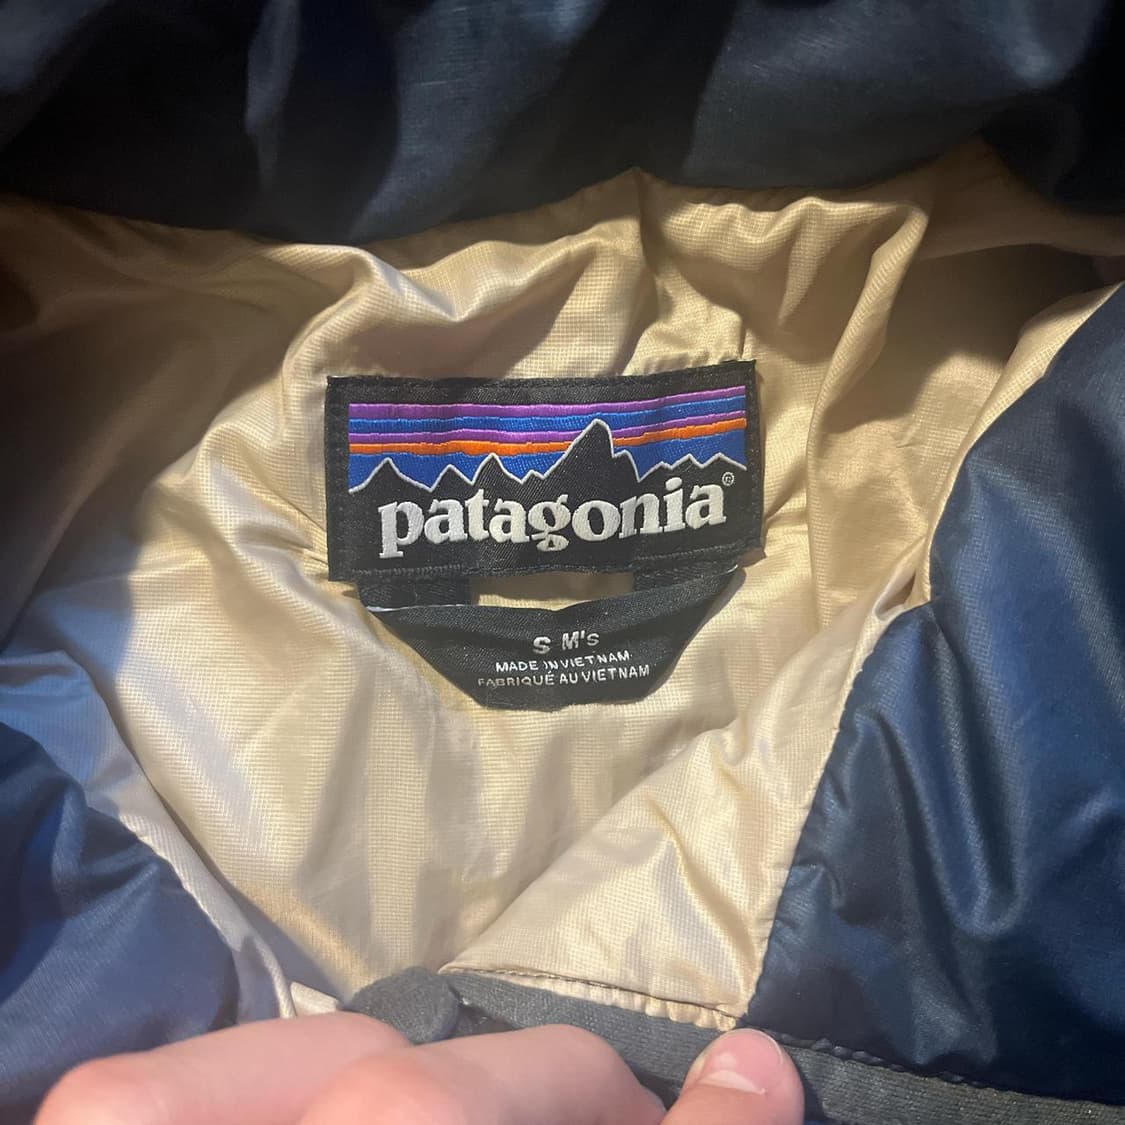 patagonia®
S M's
MADE IN VIETNAM
FABRIQUÉ AU VIETNAM